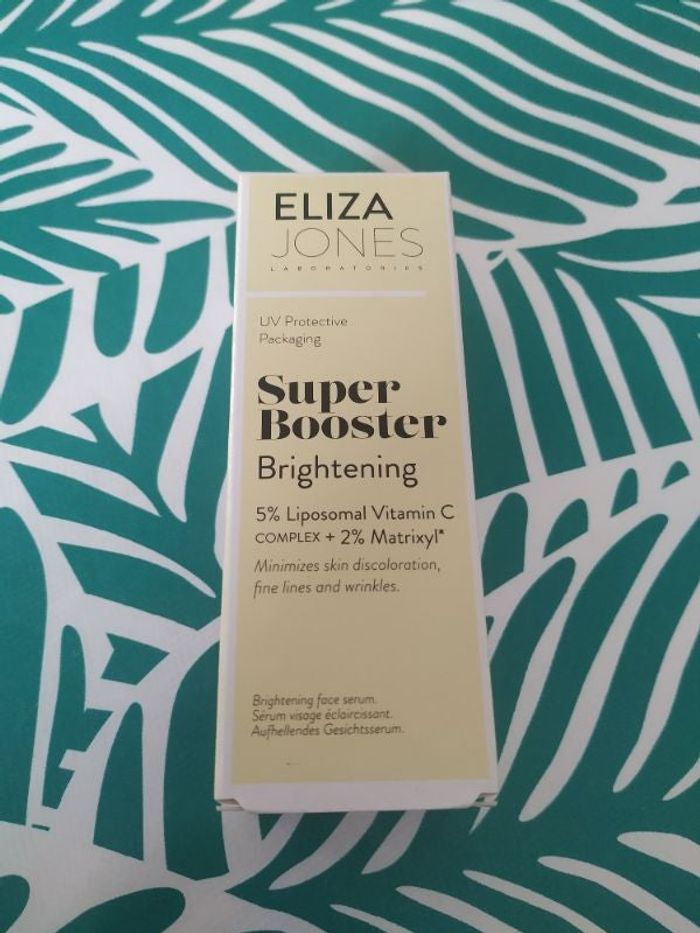 ELIZA
JONES
LABORATORIES
UV Protective
Packaging
Super
Booster
Brightening
5% Liposomal Vitamin C
COMPLEX + 2% Matrixyl*
Minimizes skin discoloration,
fine lines and wrinkles.
Brightening face serum.
Sérum visage éclaircissant.
Aufhellendes Gesichtsserum.